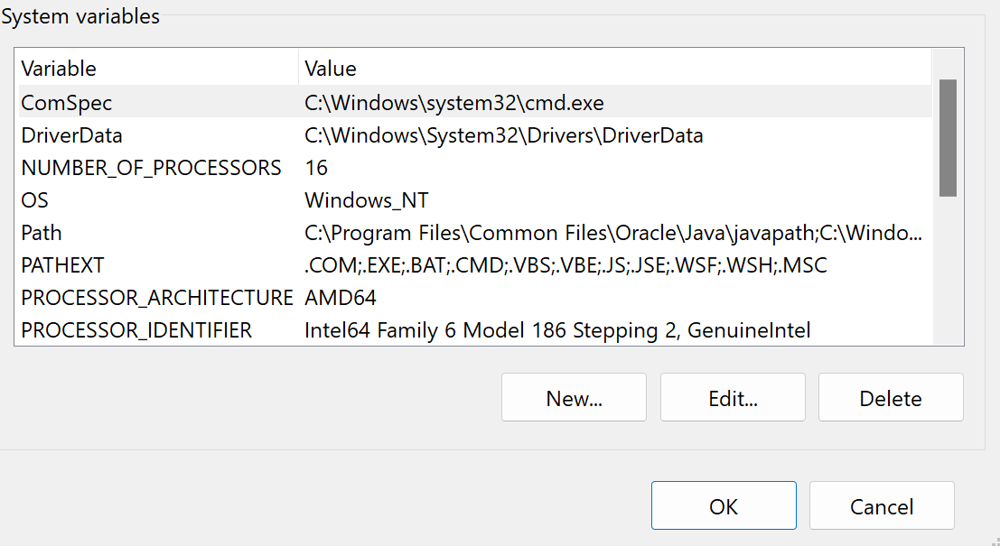 System variables
Variable Value
ComSpec C:\Windows\system32\cmd.exe
DriverData C:\Windows\System32\Drivers\DriverData
NUMBER_OF_PROCESSORS 16
OS Windows_NT
Path C:\Program Files\Common Files\Oracle\Java\javapath;C:\Windo...
PATHEXT .COM;.EXE;.BAT;.CMD;.VBS;.VBE;.JS;.JSE;.WSF;.WSH;.MSC
PROCESSOR_ARCHITECTURE AMD64
PROCESSOR_IDENTIFIER Intel64 Family 6 Model 186 Stepping 2, GenuineIntel
New... Edit... Delete
OK Cancel